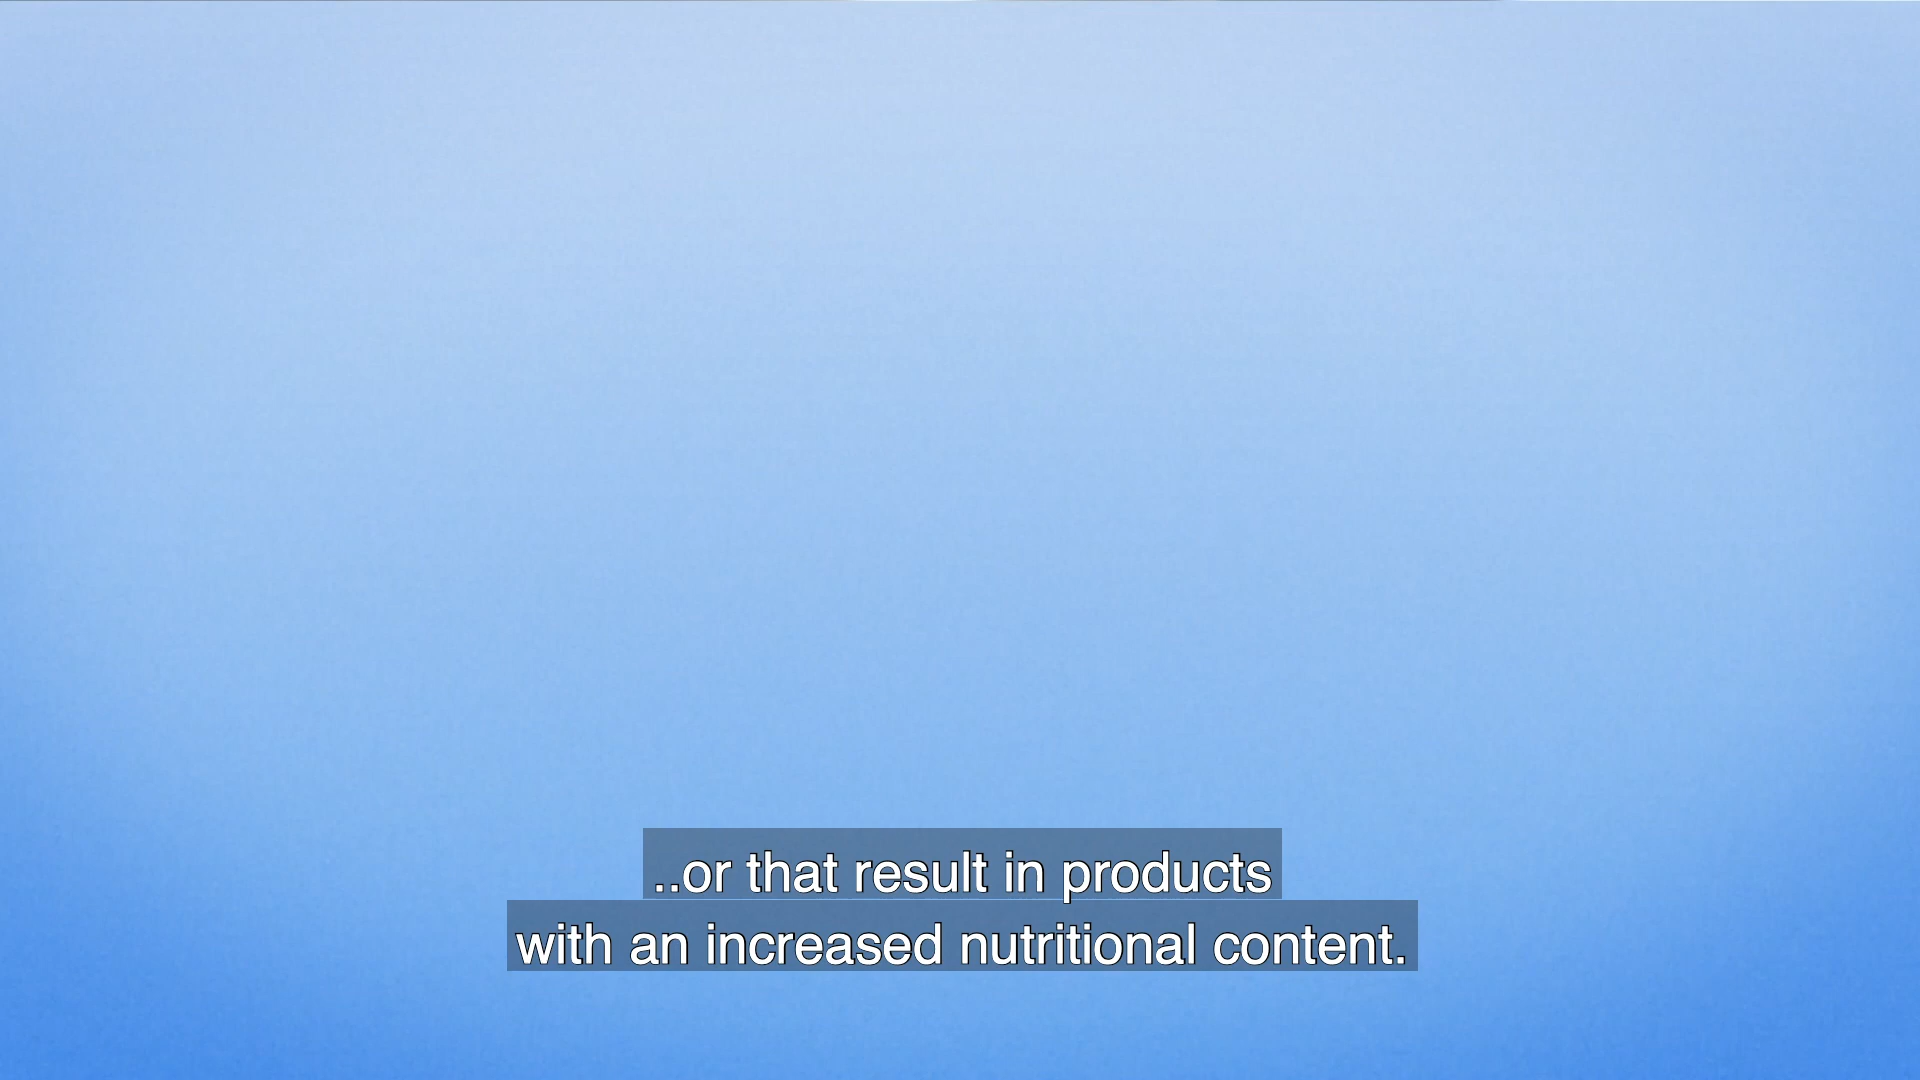 ..or that result in products
with an increased nutritional content.